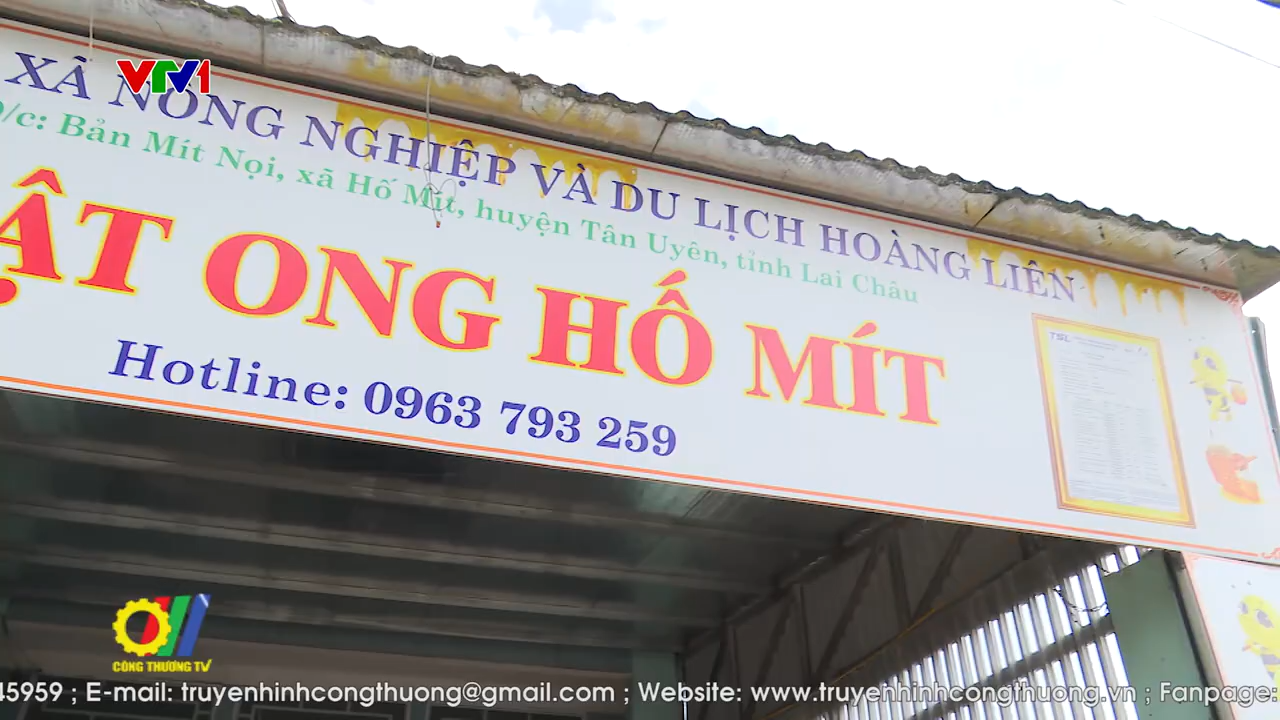 VTV1
XÃ NÔNG NGHIỆP VÀ DU LỊCH HOÀNG LIÊN
Đ/c: Bản Mít Nọi, xã Hố Mít, huyện Tân Uyên, tỉnh Lai Châu
ẬT ONG HỐ MÍT
Hotline: 0963 793 259
TSL
CÔNG THƯƠNG TV
45959 ; E-mail: truyenhinhcongthuong@gmail.com ; Website: www.truyenhinhcongthuong.vn ; Fanpage: